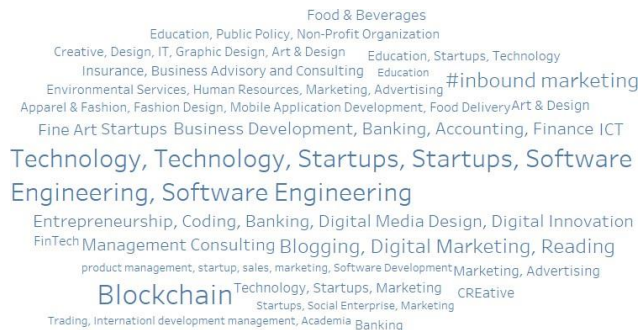 Food & Beverages
Education, Public Policy, Non-Profit Organization
Creative, Design, IT, Graphic Design, Art & Design
Education, Startups, Technology
Insurance, Business Advisory and Consulting
Education
#inbound marketing
Environmental Services, Human Resources, Marketing, Advertising
Apparel & Fashion, Fashion Design, Mobile Application Development, Food Delivery
Art & Design
Fine Art
Startups
Business Development, Banking, Accounting, Finance
ICT
Technology, Technology, Startups, Startups, Software
Engineering, Software Engineering
Entrepreneurship, Coding, Banking, Digital Media Design, Digital Innovation
FinTech
Management Consulting
Blogging, Digital Marketing, Reading
product management, startup, sales, marketing, Software Development
Marketing, Advertising
Blockchain
Technology, Startups, Marketing
CREative
Startups, Social Enterprise, Marketing
Trading, Internationl development management, Academia
Banking